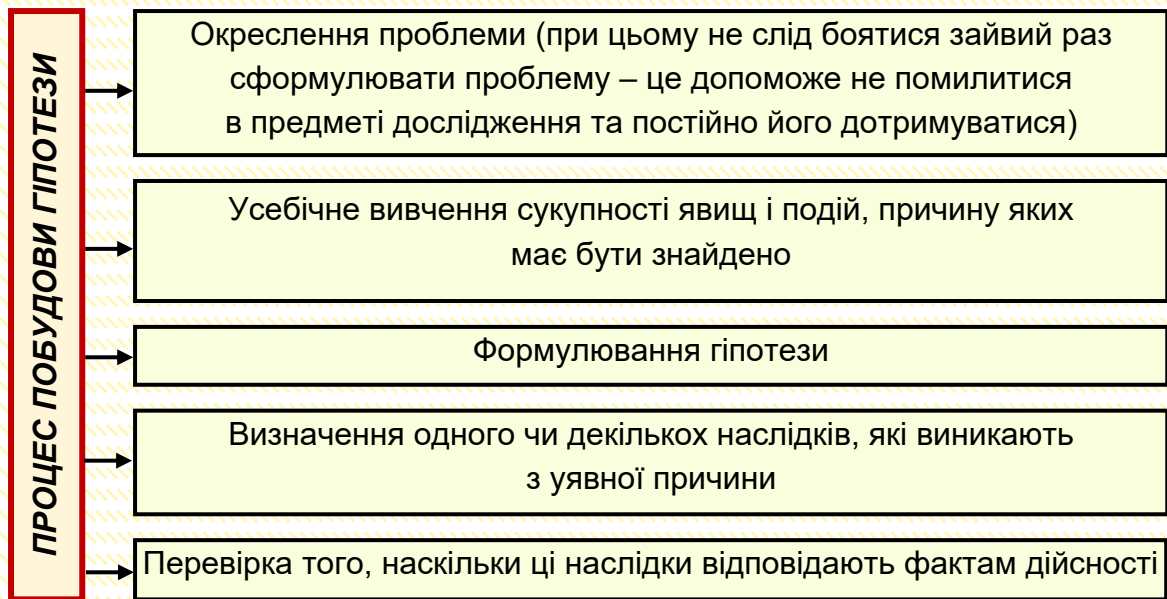 ПРОЦЕС ПОБУДОВИ ГІПОТЕЗИ
Окреслення проблеми (при цьому не слід боятися зайвий раз
сформулювати проблему – це допоможе не помилитися
в предметі дослідження та постійно його дотримуватися)
Усебічне вивчення сукупності явищ і подій, причину яких
має бути знайдено
Формулювання гіпотези
Визначення одного чи декількох наслідків, які виникають
з уявної причини
Перевірка того, наскільки ці наслідки відповідають фактам дійсності